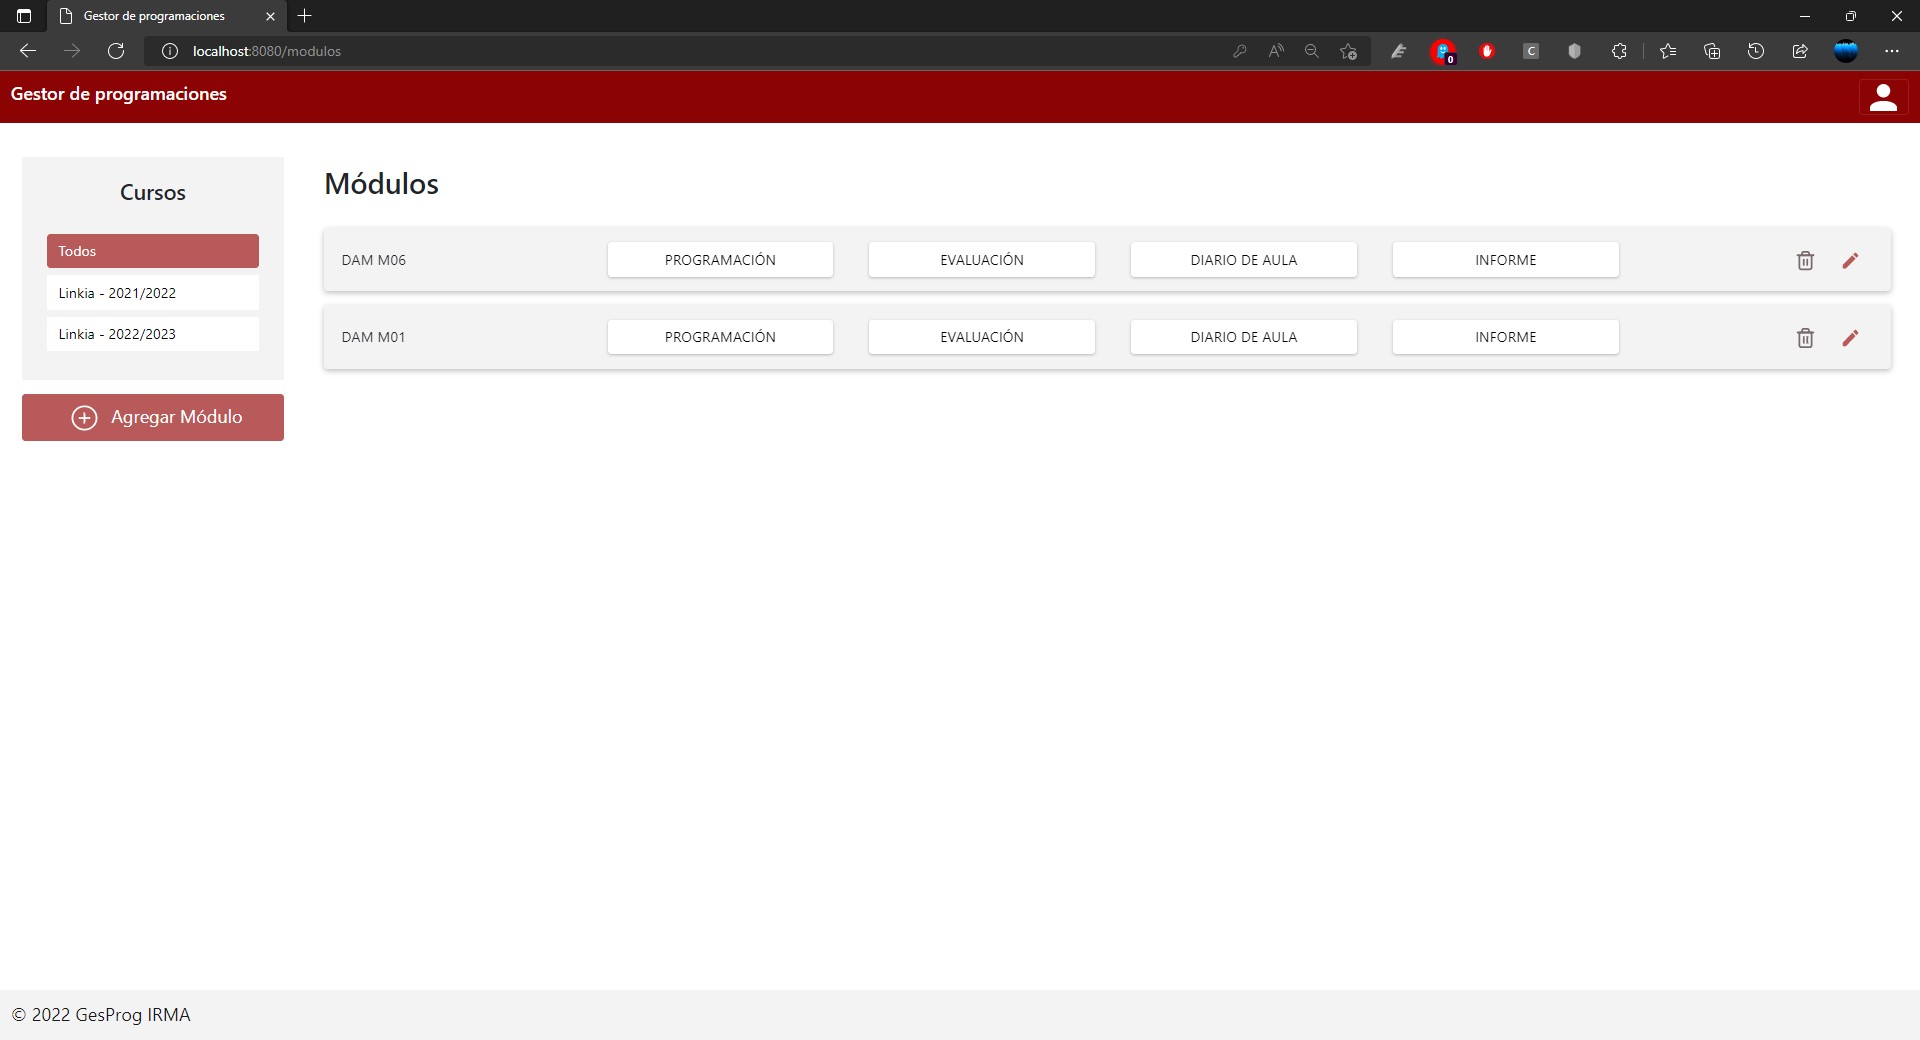 Gestor de programaciones
localhost:8080/modulos
0
C
Gestor de programaciones
Cursos
Todos
Linkia - 2021/2022
Linkia - 2022/2023
Agregar Módulo
Módulos
DAM M06 PROGRAMACIÓN EVALUACIÓN DIARIO DE AULA INFORME
DAM M01 PROGRAMACIÓN EVALUACIÓN DIARIO DE AULA INFORME
© 2022 GesProg IRMA